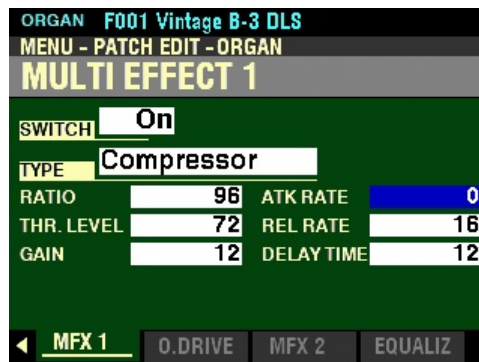 ORGAN F001 Vintage B-3 DLS
MENU - PATCH EDIT - ORGAN
MULTI EFFECT 1
SWITCH On
TYPE Compressor
RATIO 96 ATK RATE 0
THR. LEVEL 72 REL RATE 16
GAIN 12 DELAY TIME 12
MFX 1 O.DRIVE MFX 2 EQUALIZ